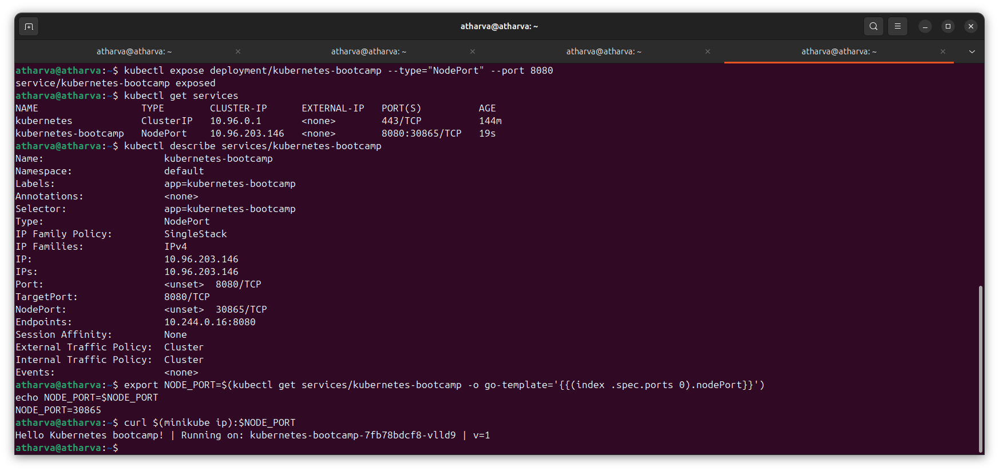 atharva@atharva: ~
atharva@atharva: ~ atharva@atharva: ~ atharva@atharva: ~ atharva@atharva: ~
atharva@atharva:~$ kubectl expose deployment/kubernetes-bootcamp --type="NodePort" --port 8080
service/kubernetes-bootcamp exposed
atharva@atharva:~$ kubectl get services
NAME                  TYPE        CLUSTER-IP      EXTERNAL-IP   PORT(S)          AGE
kubernetes            ClusterIP   10.96.0.1       <none>        443/TCP          144m
kubernetes-bootcamp   NodePort    10.96.203.146   <none>        8080:30865/TCP   19s
atharva@atharva:~$ kubectl describe services/kubernetes-bootcamp
Name:                     kubernetes-bootcamp
Namespace:                default
Labels:                   app=kubernetes-bootcamp
Annotations:              <none>
Selector:                 app=kubernetes-bootcamp
Type:                     NodePort
IP Family Policy:         SingleStack
IP Families:              IPv4
IP:                       10.96.203.146
IPs:                      10.96.203.146
Port:                     <unset>  8080/TCP
TargetPort:               8080/TCP
NodePort:                 <unset>  30865/TCP
Endpoints:                10.244.0.16:8080
Session Affinity:         None
External Traffic Policy:  Cluster
Internal Traffic Policy:  Cluster
Events:                   <none>
atharva@atharva:~$ export NODE_PORT=$(kubectl get services/kubernetes-bootcamp -o go-template='{{(index .spec.ports 0).nodePort}}')
echo NODE_PORT=$NODE_PORT
NODE_PORT=30865
atharva@atharva:~$ curl $(minikube ip):$NODE_PORT
Hello Kubernetes bootcamp! | Running on: kubernetes-bootcamp-7fb78bdcf8-vlld9 | v=1
atharva@atharva:~$